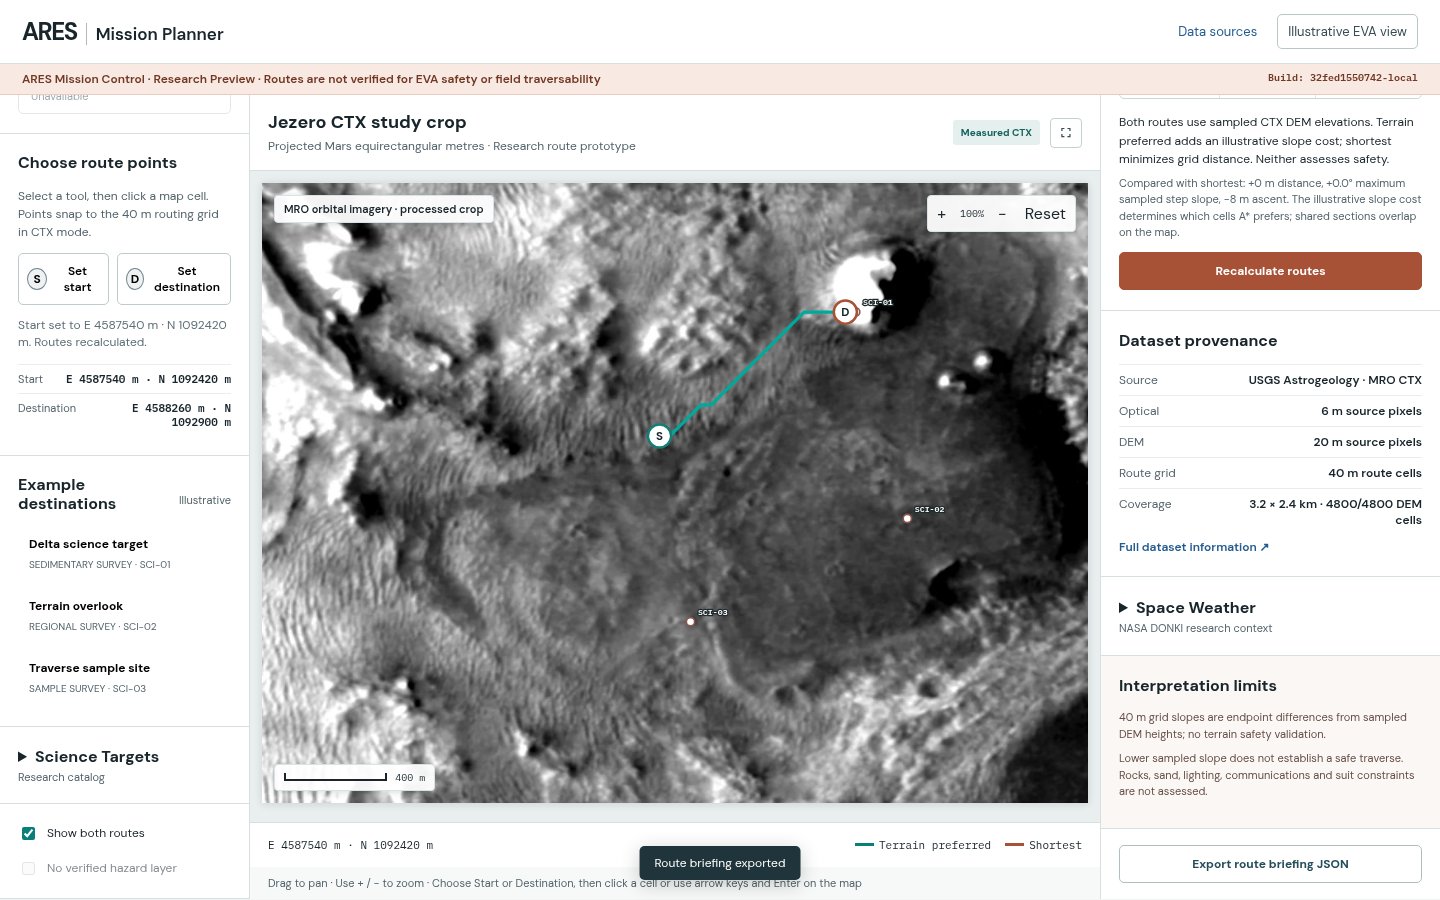 ARES Mission Planner
Data sources
Illustrative EVA view
ARES Mission Control · Research Preview · Routes are not verified for EVA safety or field traversability
Build: 32fed1550742-local
Unavailable
Choose route points
Select a tool, then click a map cell.
Points snap to the 40 m routing grid
in CTX mode.
S Set start
D Set destination
Start set to E 4587540 m · N 1092420
m. Routes recalculated.
Start E 4587540 m · N 1092420 m
Destination E 4588260 m · N
1092900 m
Example
destinations
Illustrative
Delta science target
SEDIMENTARY SURVEY · SCI-01
Terrain overlook
REGIONAL SURVEY · SCI-02
Traverse sample site
SAMPLE SURVEY · SCI-03
Science Targets
Research catalog
Show both routes
No verified hazard layer
Jezero CTX study crop
Projected Mars equirectangular metres · Research route prototype
Measured CTX
MRO orbital imagery · processed crop
+ 100% − Reset
SCI-01
D
S
SCI-02
SCI-03
400 m
E 4587540 m · N 1092420 m
Terrain preferred
Shortest
Route briefing exported
Drag to pan · Use + / − to zoom · Choose Start or Destination, then click a cell or use arrow keys and Enter on the map
Both routes use sampled CTX DEM elevations. Terrain
preferred adds an illustrative slope cost; shortest
minimizes grid distance. Neither assesses safety.
Compared with shortest: +0 m distance, +0.0° maximum
sampled step slope, −8 m ascent. The illustrative slope cost
determines which cells A* prefers; shared sections overlap
on the map.
Recalculate routes
Dataset provenance
Source USGS Astrogeology · MRO CTX
Optical 6 m source pixels
DEM 20 m source pixels
Route grid 40 m route cells
Coverage 3.2 × 2.4 km · 4800/4800 DEM
cells
Full dataset information ↗
Space Weather
NASA DONKI research context
Interpretation limits
40 m grid slopes are endpoint differences from sampled
DEM heights; no terrain safety validation.
Lower sampled slope does not establish a safe traverse.
Rocks, sand, lighting, communications and suit constraints
are not assessed.
Export route briefing JSON